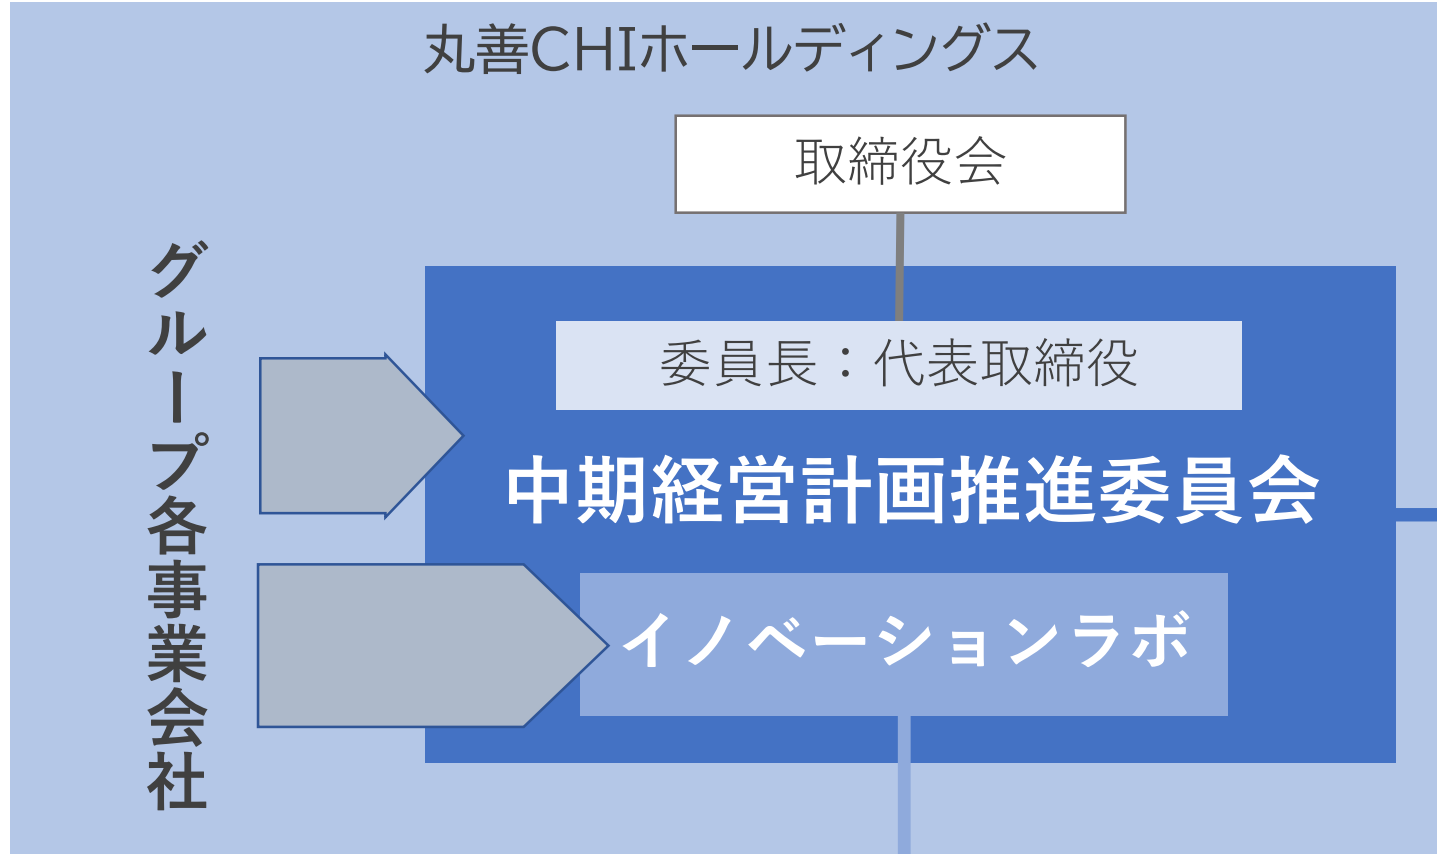 丸善CHIホールディングス
取締役会
グループ各事業会社
委員長：代表取締役
中期経営計画推進委員会
イノベーションラボ